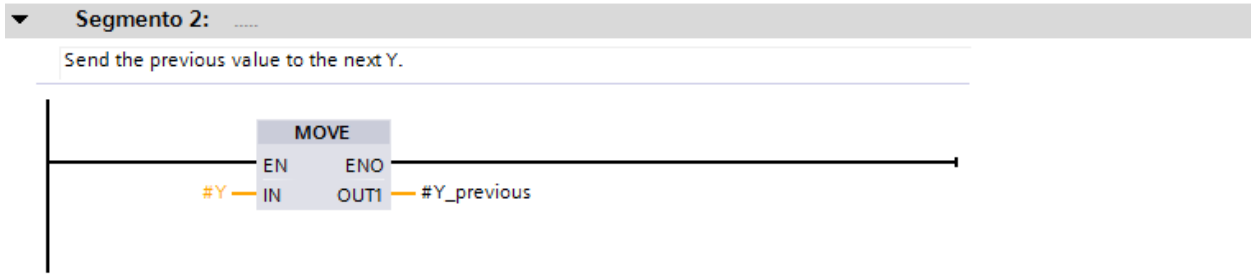 Segmento 2: .....
Send the previous value to the next Y.
MOVE
EN ENO
#Y IN OUT1 #Y_previous